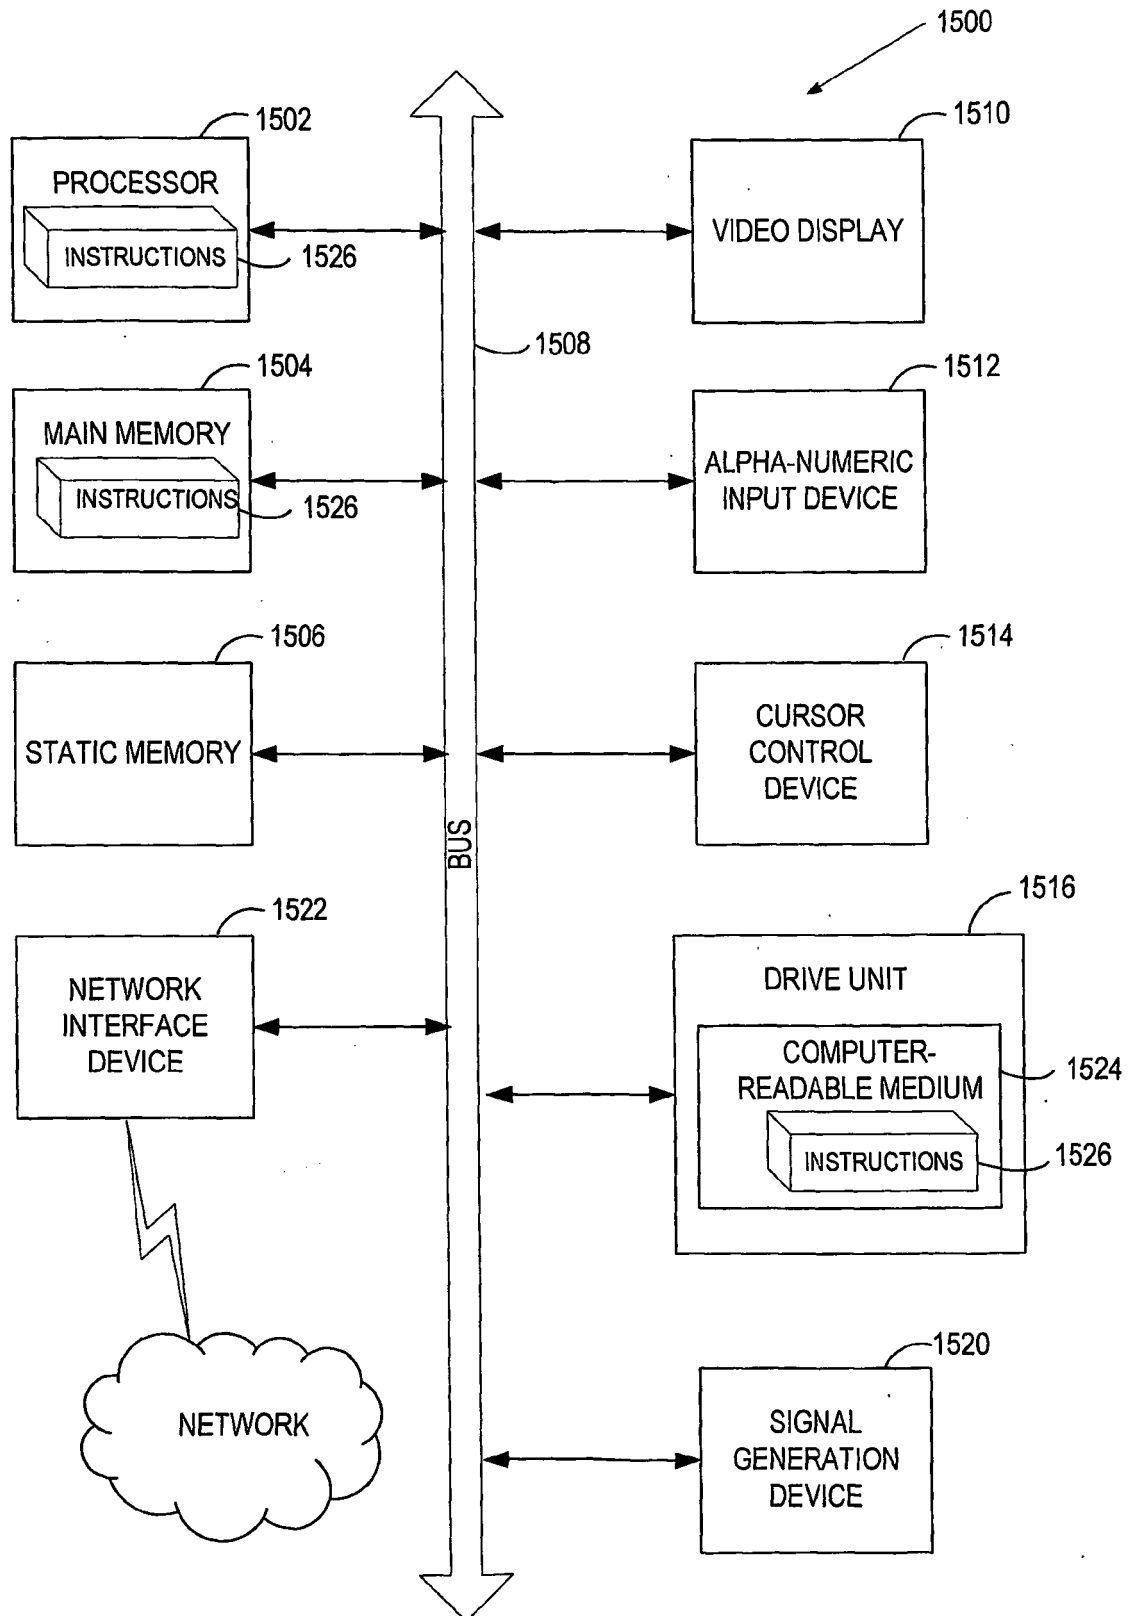 1500
1502
PROCESSOR
INSTRUCTIONS
1526
1510
VIDEO DISPLAY
1508
1504
MAIN MEMORY
INSTRUCTIONS
1526
1512
ALPHA-NUMERIC
INPUT DEVICE
1506
STATIC MEMORY
1514
CURSOR
CONTROL
DEVICE
BUS
1522
NETWORK
INTERFACE
DEVICE
1516
DRIVE UNIT
COMPUTER-
READABLE MEDIUM
1524
INSTRUCTIONS
1526
NETWORK
1520
SIGNAL
GENERATION
DEVICE